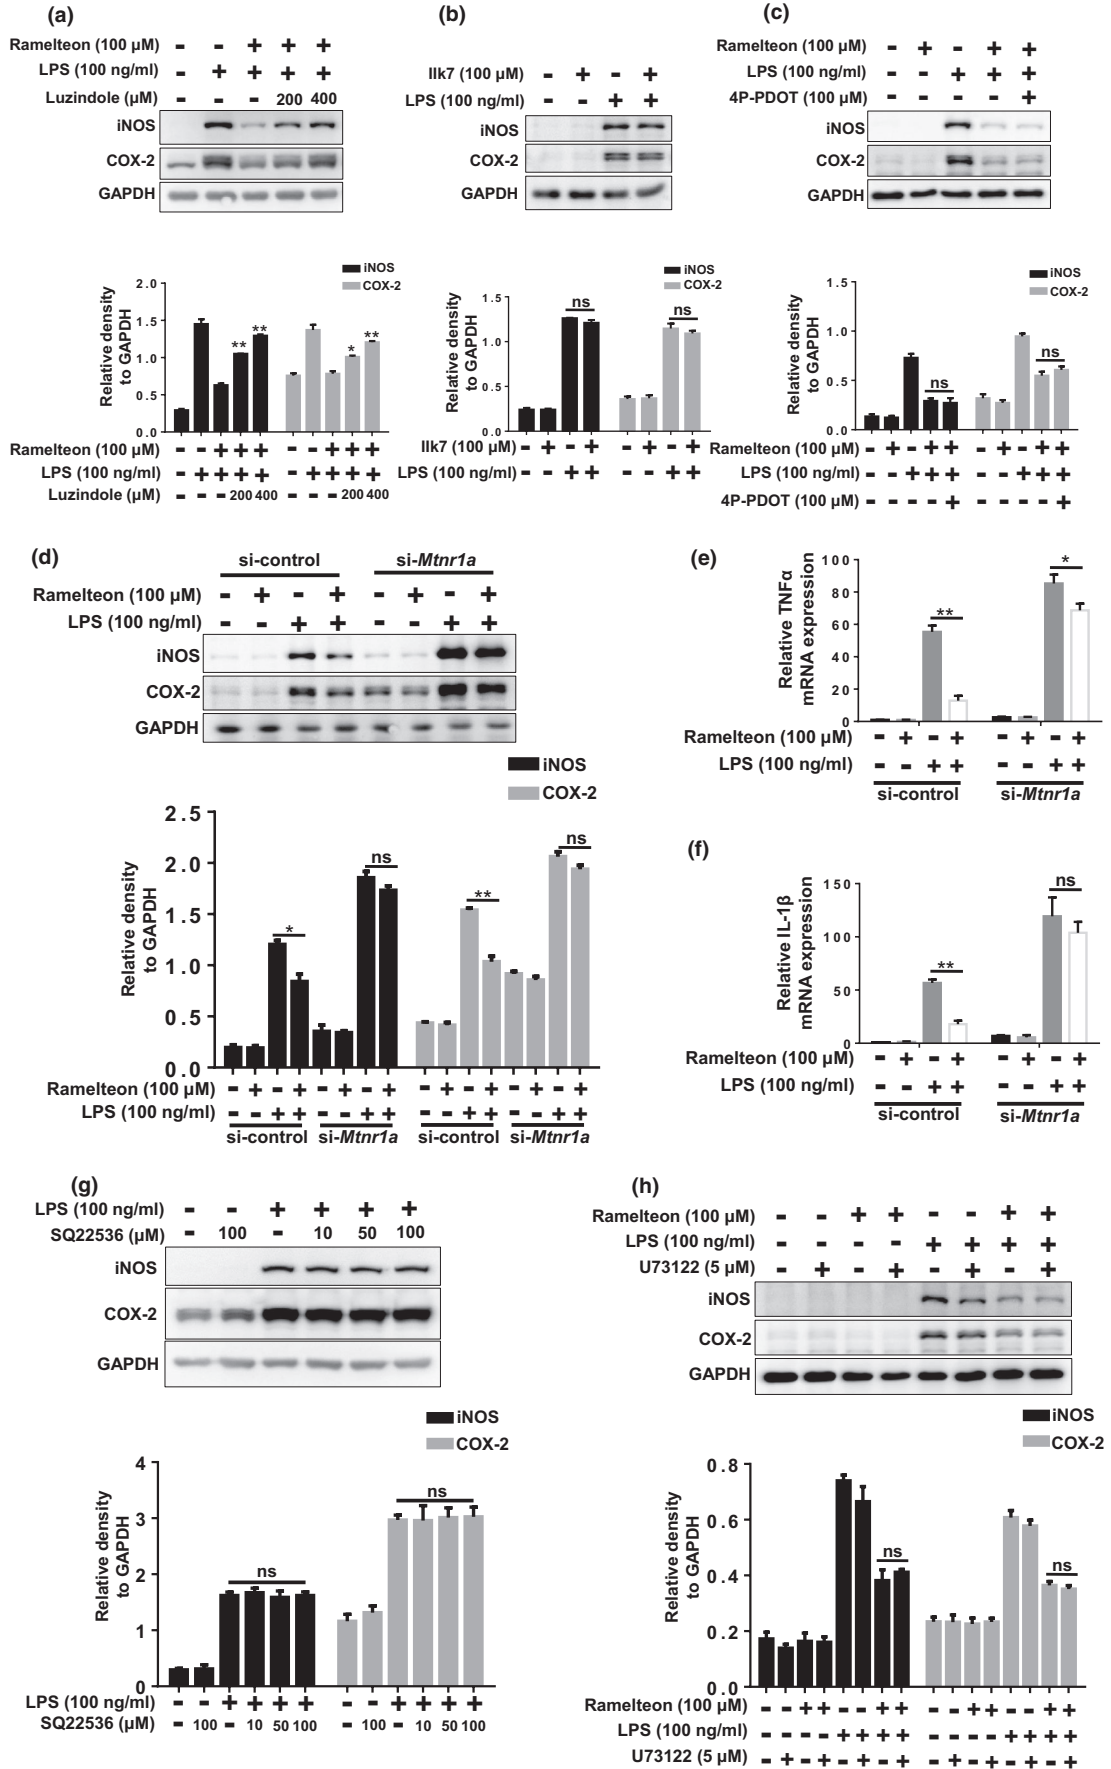 (a)
Ramelteon (100 µM) - - + + +
LPS (100 ng/ml) - + + + +
Luzindole (µM) - - - 200 400
iNOS
COX-2
GAPDH
iNOS
COX-2
Relative density
to GAPDH
2.0
1.5
1.0
0.5
0.0
** ** * **
Ramelteon (100 µM) - - + + + - - + + +
LPS (100 ng/ml) - + + + + - + + + +
Luzindole (µM) - - - 200 400 - - - 200 400
(b)
Ilk7 (100 µM) - + - +
LPS (100 ng/ml) - - + +
iNOS
COX-2
GAPDH
iNOS
COX-2
Relative density
to GAPDH
1.5
1.0
0.5
0.0
ns ns
Ilk7 (100 µM) - + - + - + - +
LPS (100 ng/ml) - - + + - - + +
(c)
Ramelteon (100 µM) - + - + +
LPS (100 ng/ml) - - + + +
4P-PDOT (100 µM) - - - - +
iNOS
COX-2
GAPDH
iNOS
COX-2
Relative density
to GAPDH
1.5
1.0
0.5
0.0
ns ns
Ramelteon (100 µM) - + - + + - + - + +
LPS (100 ng/ml) - - + + + - - + + +
4P-PDOT (100 µM) - - - - + - - - - +
(d)
si-control si-Mtnr1a
Ramelteon (100 µM) - + - + - + - +
LPS (100 ng/ml) - - + + - - + +
iNOS
COX-2
GAPDH
iNOS
COX-2
Relative density
to GAPDH
2.5
2.0
1.5
1.0
0.5
0.0
* ns ** ns
Ramelteon (100 µM) - + - + - + - + - + - + - + - +
LPS (100 ng/ml) - - + + - - + + - - + + - - + +
si-control si-Mtnr1a si-control si-Mtnr1a
(e)
Relative TNFα
mRNA expression
100
80
60
40
20
0
** *
Ramelteon (100 µM) - + - + - + - +
LPS (100 ng/ml) - - + + - - + +
si-control si-Mtnr1a
(f)
Relative IL-1β
mRNA expression
150
100
50
0
** ns
Ramelteon (100 µM) - + - + - + - +
LPS (100 ng/ml) - - + + - - + +
si-control si-Mtnr1a
(g)
LPS (100 ng/ml) - - + + + +
SQ22536 (µM) - 100 - 10 50 100
iNOS
COX-2
GAPDH
iNOS
COX-2
Relative density
to GAPDH
4
3
2
1
0
ns ns
LPS (100 ng/ml) - - + + + + - - + + + +
SQ22536 (µM) - 100 - 10 50 100 - 100 - 10 50 100
(h)
Ramelteon (100 µM) - - + + - - + +
LPS (100 ng/ml) - - - - + + + +
U73122 (5 µM) - + - + - + - +
iNOS
COX-2
GAPDH
iNOS
COX-2
Relative density
to GAPDH
0.8
0.6
0.4
0.2
0.0
ns ns
Ramelteon (100 µM) - - + + - - + + - - + + - - + +
LPS (100 ng/ml) - - - - + + + + - - - - + + + +
U73122 (5 µM) - + - + - + - + - + - + - + - +